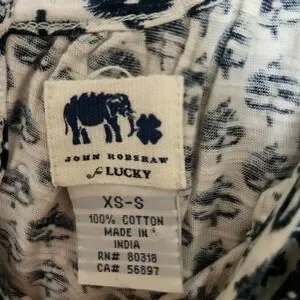 JOHN ROBSHAW
for LUCKY
XS-S
100% COTTON
MADE IN
INDIA
RN# 80318
CA# 56897